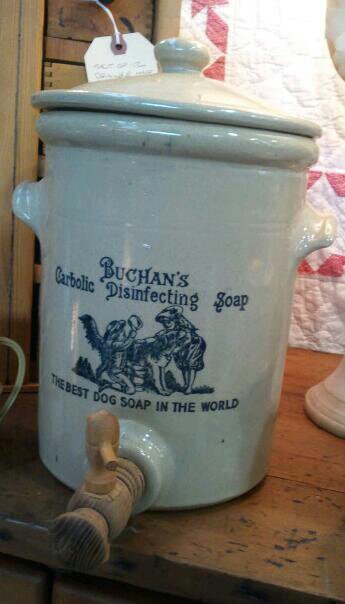 BUCHAN'S
Carbolic Disinfecting Soap
THE BEST DOG SOAP IN THE WORLD